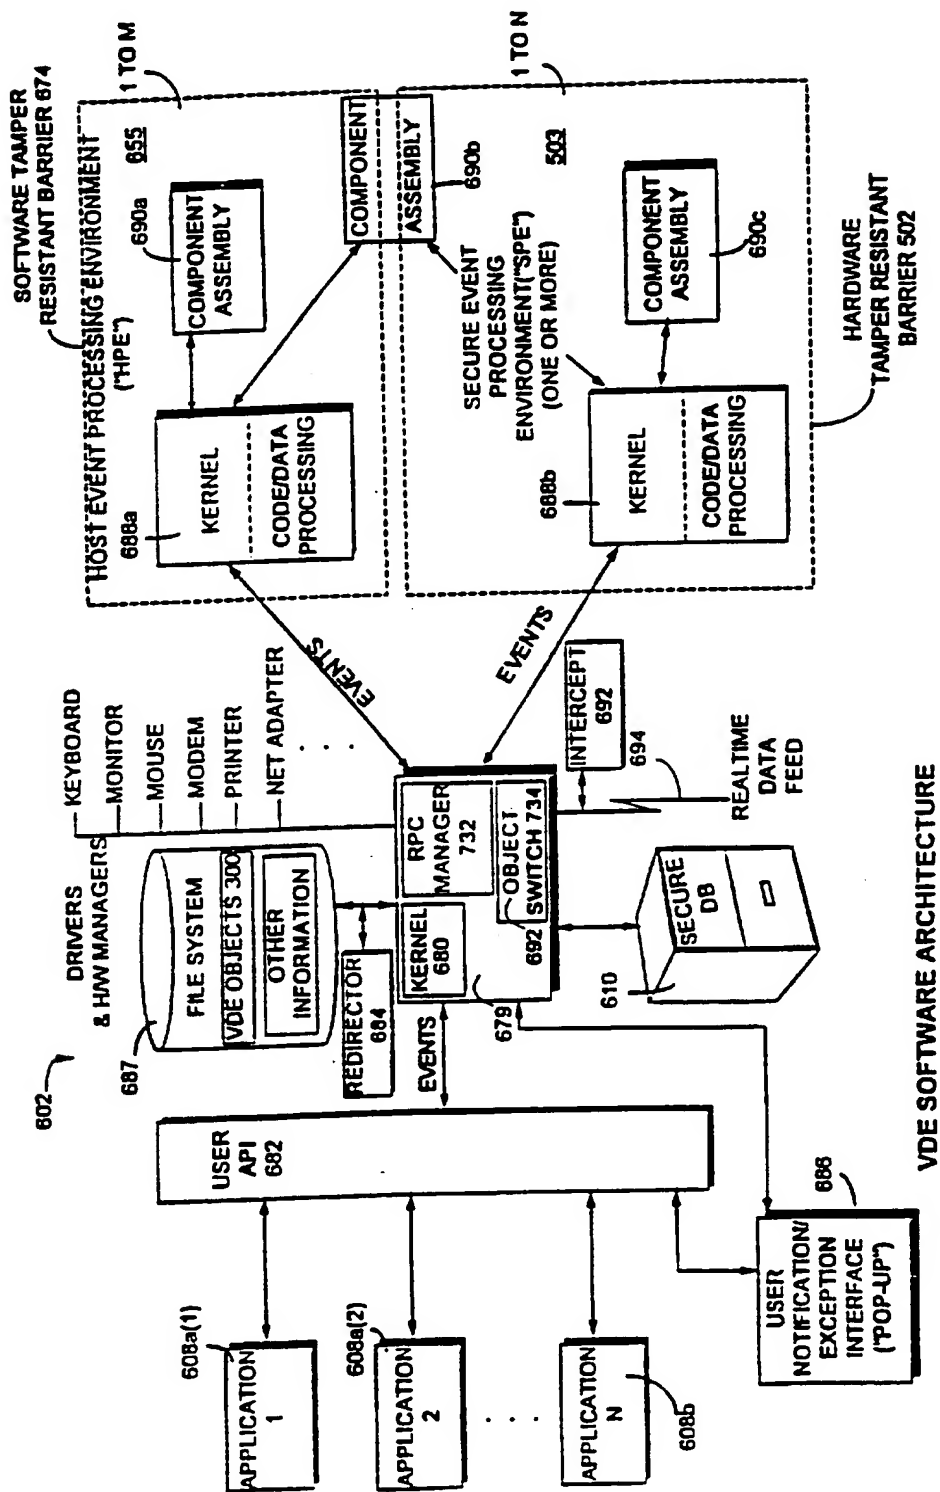 SOFTWARE TAMPER
RESISTANT BARRIER 674
HOST EVENT PROCESSING ENVIRONMENT
("HPE")
655
1 TO M
690a
COMPONENT
ASSEMBLY
688a
KERNEL
CODE/DATA
PROCESSING
COMPONENT
ASSEMBLY
690b
1 TO N
503
SECURE EVENT
PROCESSING
ENVIRONMENT("SPE")
(ONE OR MORE)
COMPONENT
ASSEMBLY
690c
688b
KERNEL
CODE/DATA
PROCESSING
HARDWARE
TAMPER RESISTANT
BARRIER 502
EVENTS
EVENTS
602
DRIVERS
& H/W MANAGERS
KEYBOARD
MONITOR
MOUSE
MODEM
PRINTER
NET ADAPTER
. . .
687
FILE SYSTEM
VDE OBJECTS 300
OTHER
INFORMATION
REDIRECTOR
684
KERNEL
680
RPC
MANAGER
732
692
OBJECT
SWITCH 734
679
EVENTS
INTERCEPT
692
694
REALTIME
DATA
FEED
610
SECURE
DB
USER
API
682
608a(1)
APPLICATION
1
608a(2)
APPLICATION
2
. . . .
APPLICATION
N
608b
686
USER
NOTIFICATION/
EXCEPTION
INTERFACE
("POP-UP")
VDE SOFTWARE ARCHITECTURE